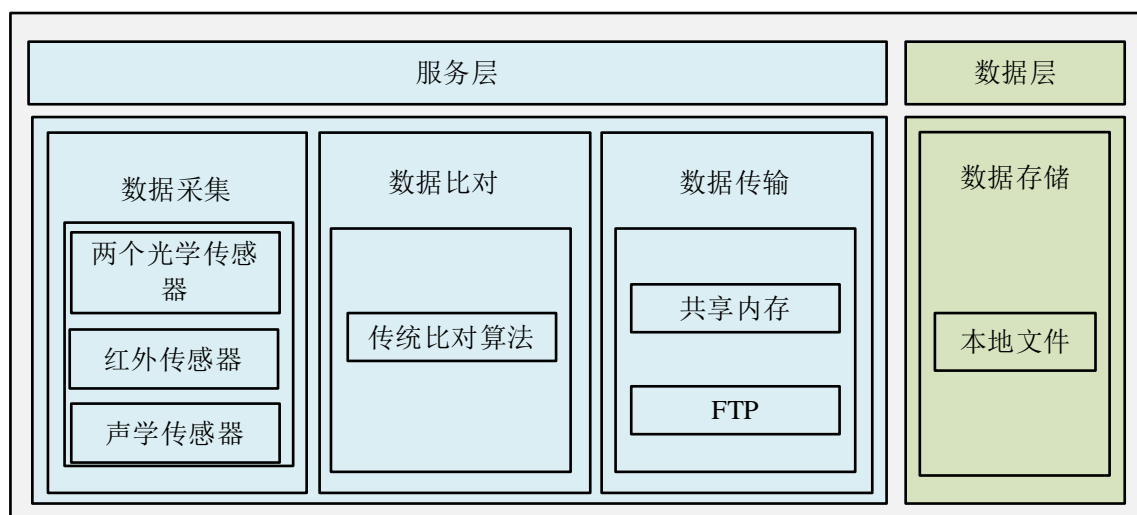 服务层
数据层
数据采集
两个光学传感
器
红外传感器
声学传感器
数据比对
传统比对算法
数据传输
共享内存
FTP
数据存储
本地文件